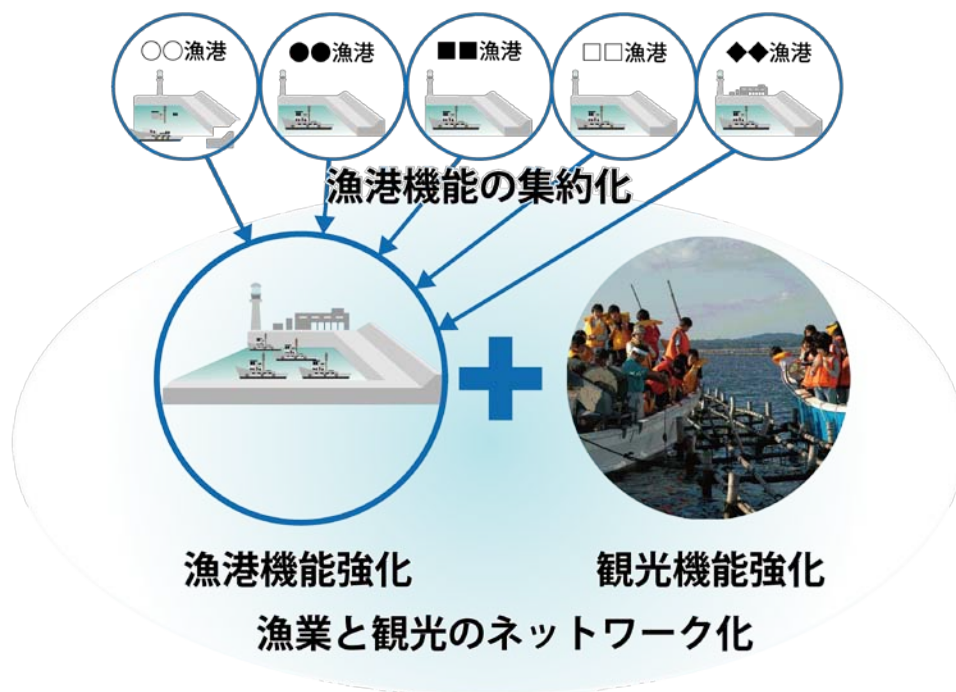 ○○漁港
●●漁港
■■漁港
□□漁港
◆◆漁港
漁港機能の集約化
漁港機能強化
観光機能強化
漁業と観光のネットワーク化